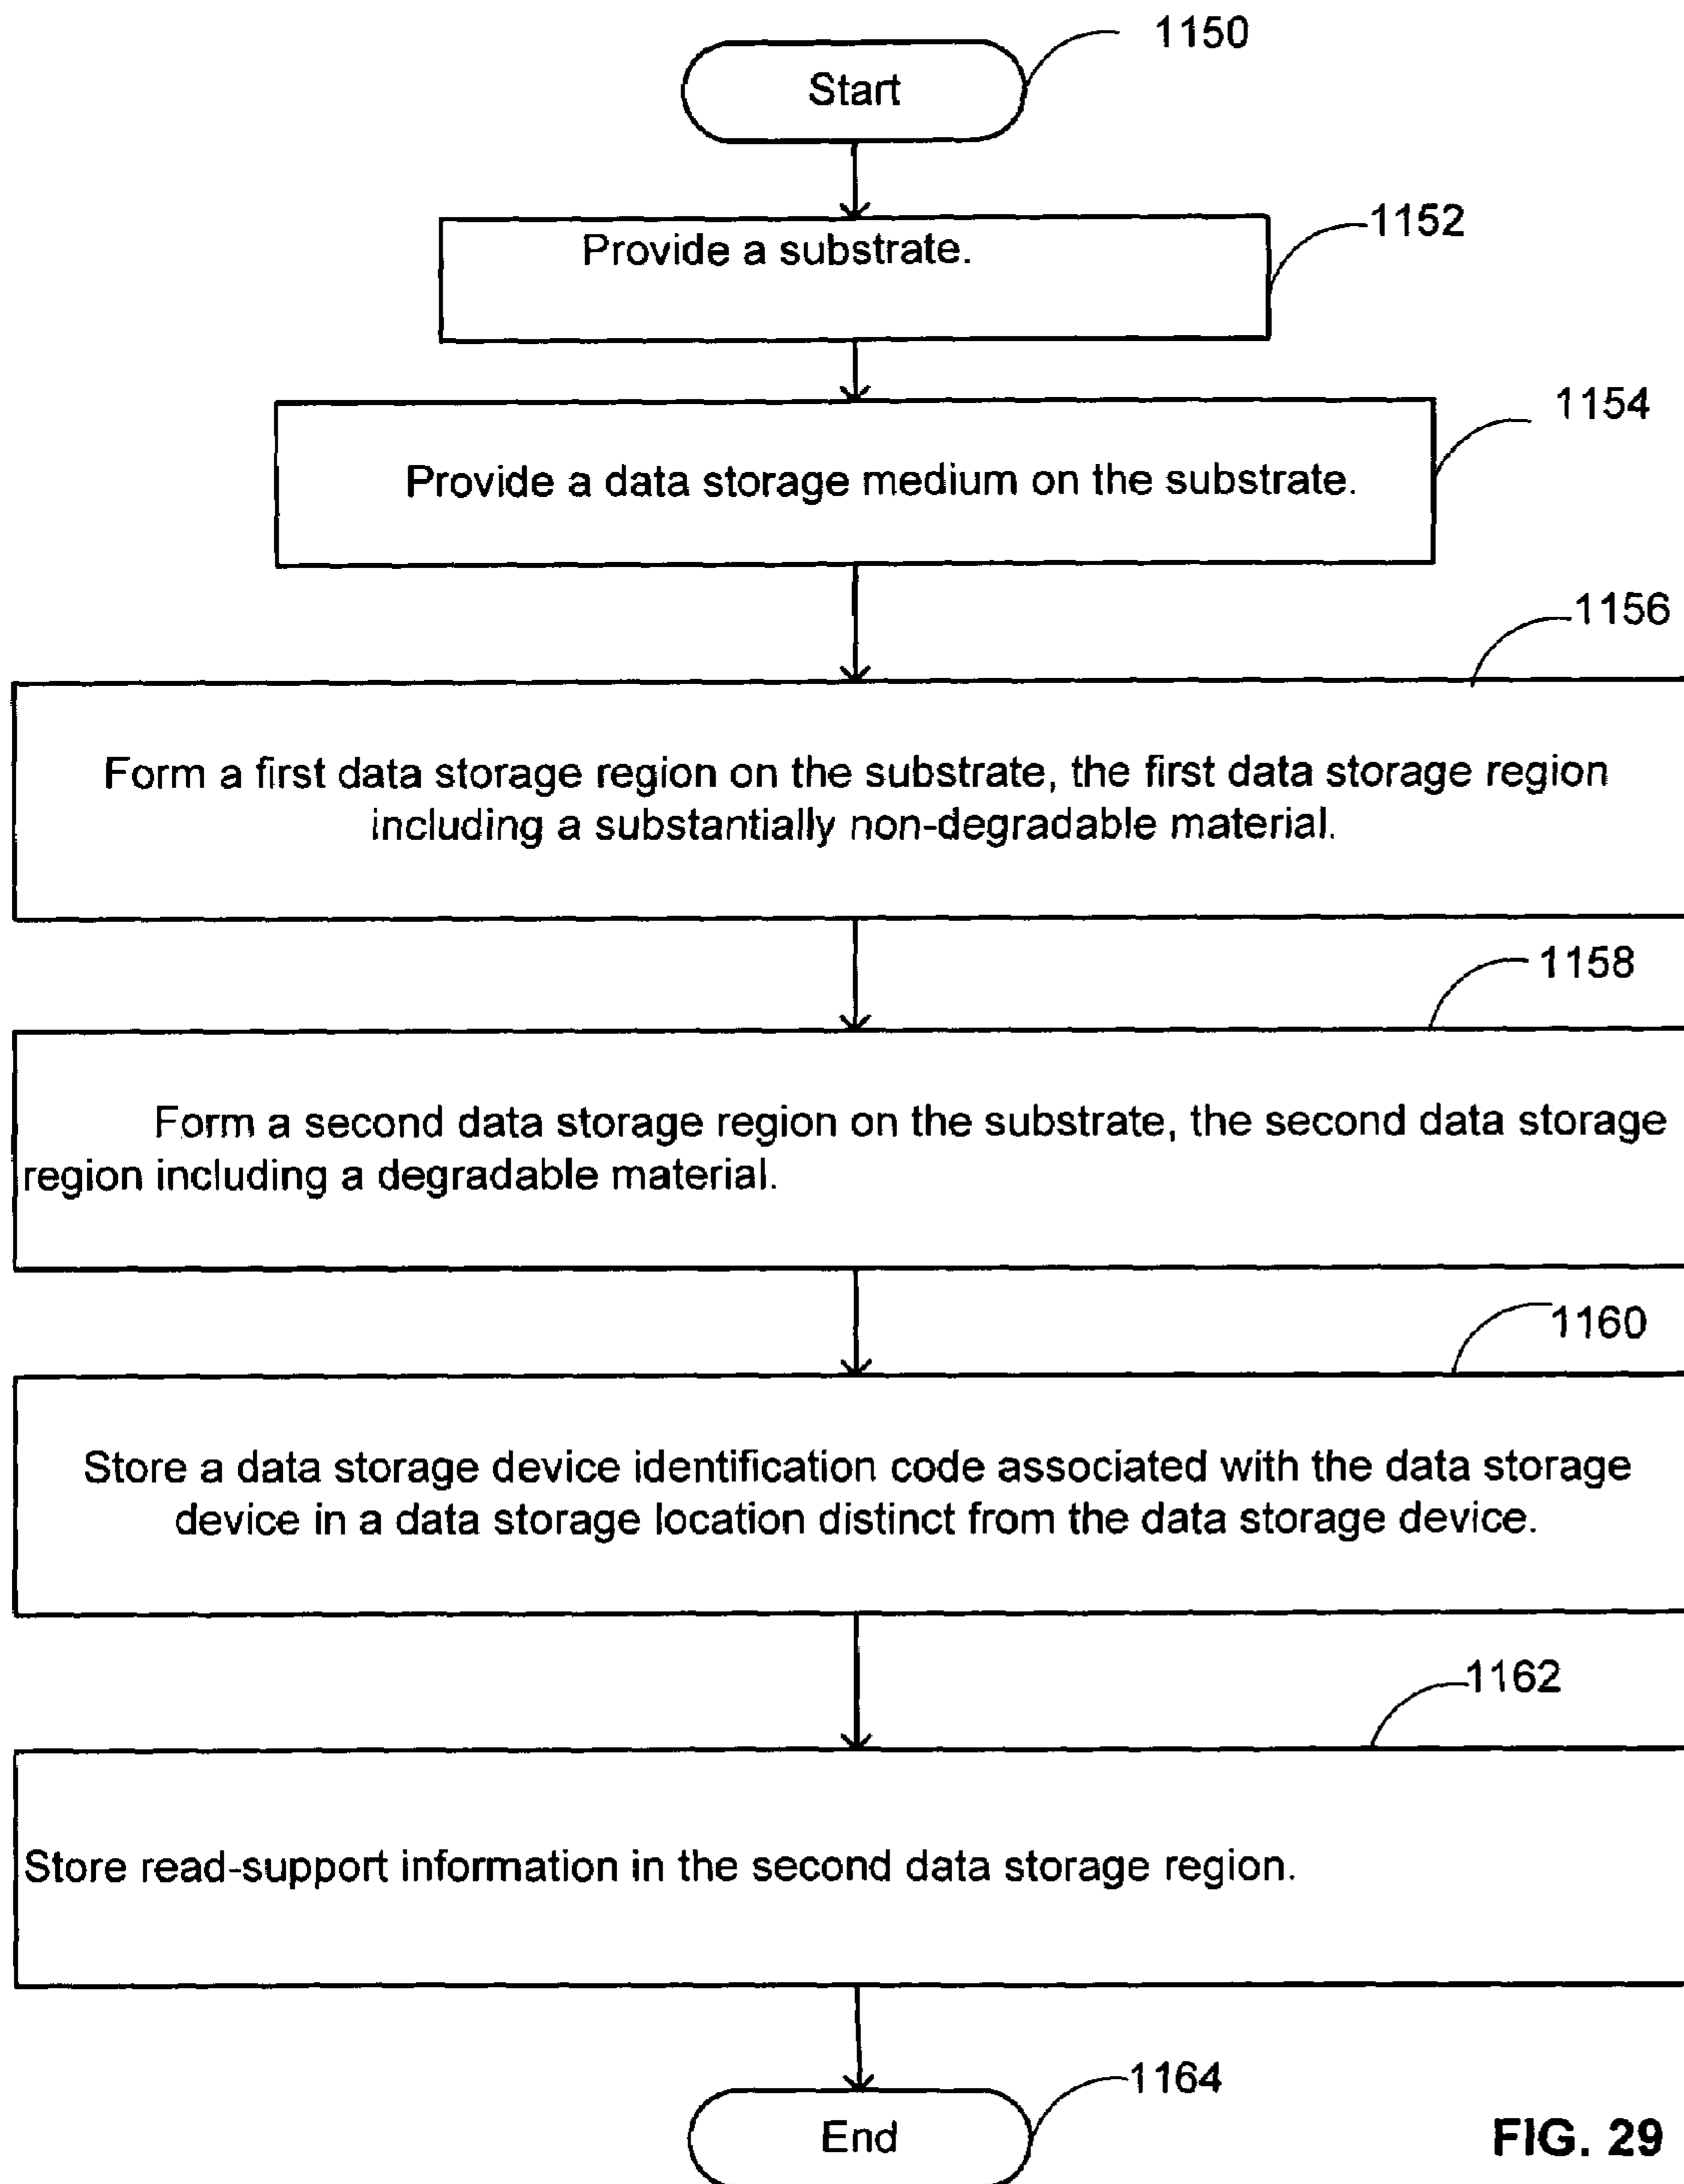 1150
Start
1152
Provide a substrate.
1154
Provide a data storage medium on the substrate.
1156
Form a first data storage region on the substrate, the first data storage region
including a substantially non-degradable material.
1158
Form a second data storage region on the substrate, the second data storage
region including a degradable material.
1160
Store a data storage device identification code associated with the data storage
device in a data storage location distinct from the data storage device.
1162
Store read-support information in the second data storage region.
1164
End
FIG. 29